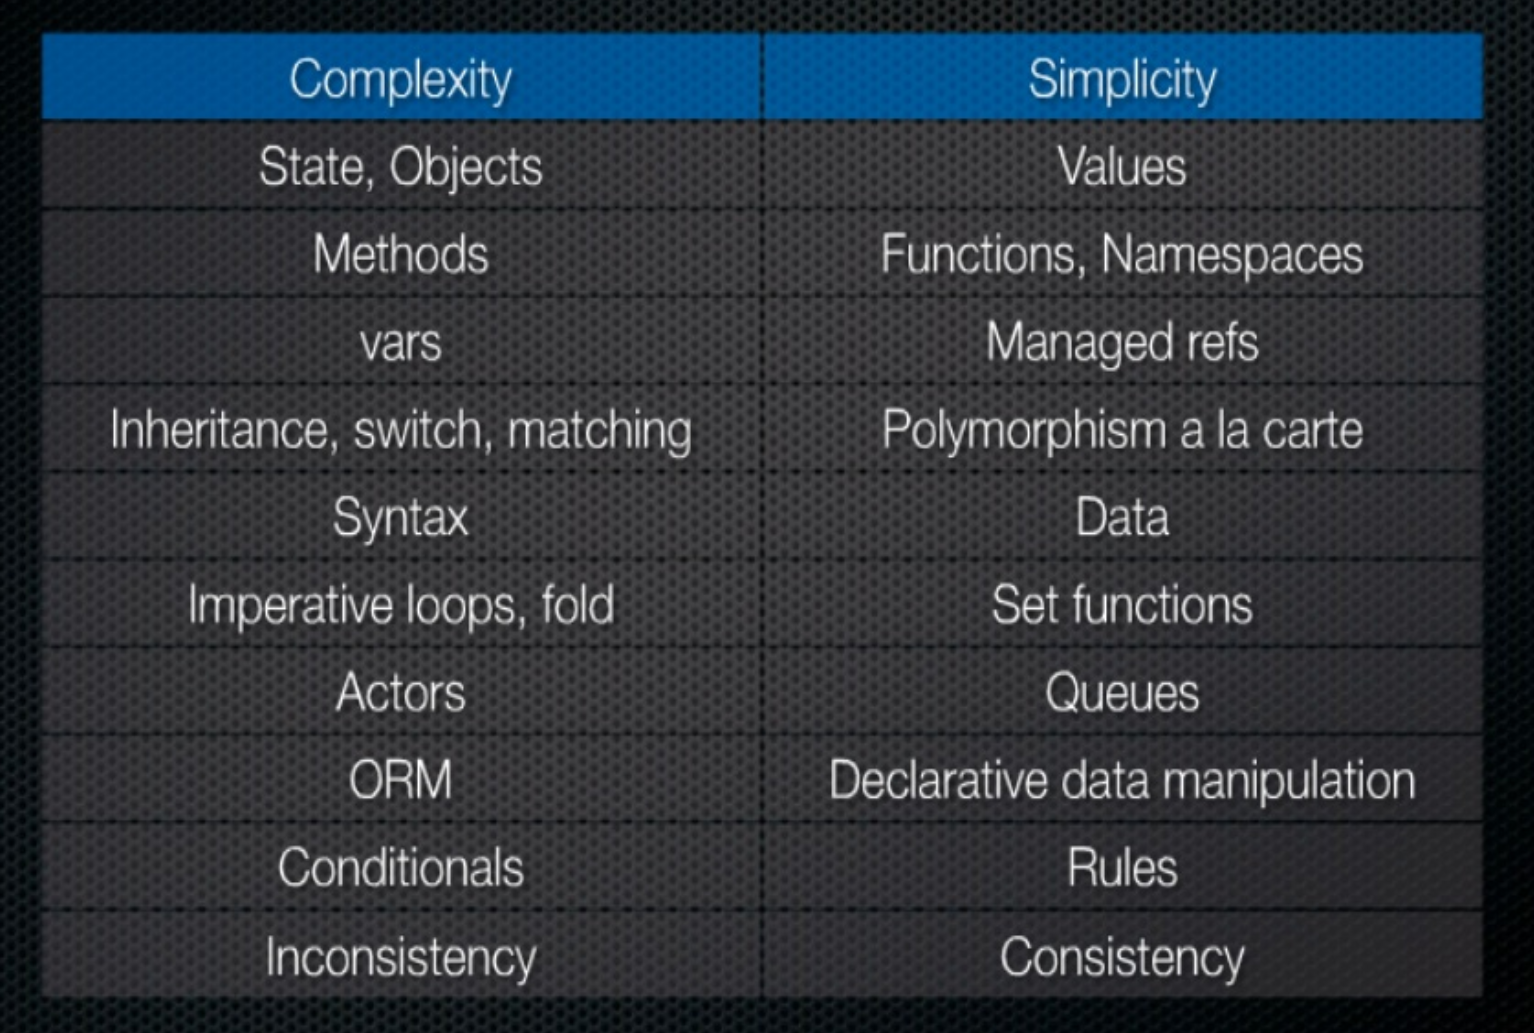 Complexity Simplicity
State, Objects Values
Methods Functions, Namespaces
vars Managed refs
Inheritance, switch, matching Polymorphism a la carte
Syntax Data
Imperative loops, fold Set functions
Actors Queues
ORM Declarative data manipulation
Conditionals Rules
Inconsistency Consistency